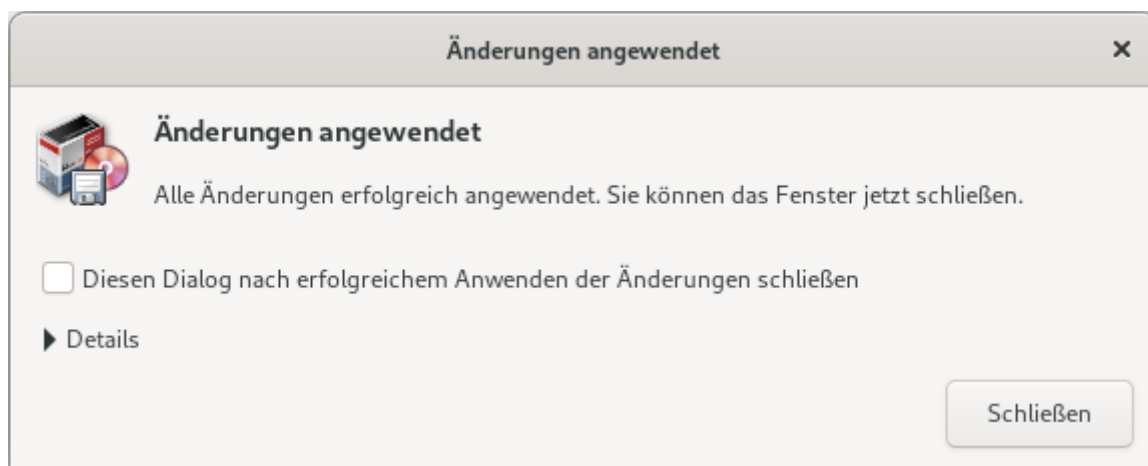 Änderungen angewendet
Änderungen angewendet
Alle Änderungen erfolgreich angewendet. Sie können das Fenster jetzt schließen.
Diesen Dialog nach erfolgreichem Anwenden der Änderungen schließen
Details
Schließen